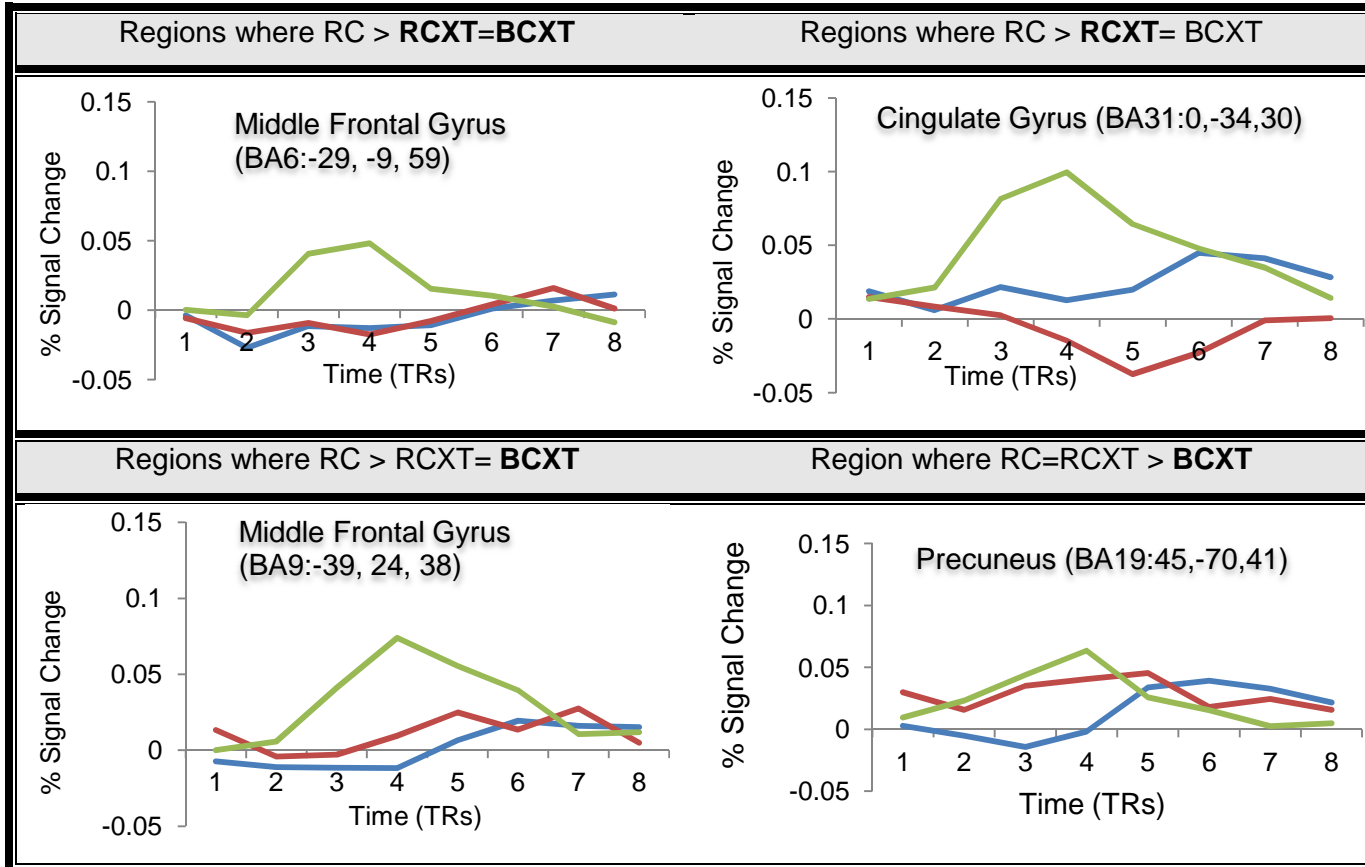 Regions where RC > RCXT=BCXT
Regions where RC > RCXT= BCXT
0.15
0.1
0.05
0
-0.05
% Signal Change
Middle Frontal Gyrus
(BA6:-29, -9, 59)
1 2 3 4 5 6 7 8
Time (TRs)
0.15
0.1
0.05
0
-0.05
% Signal Change
Cingulate Gyrus (BA31:0,-34,30)
1 2 3 4 5 6 7 8
Time (TRs)
Regions where RC > RCXT= BCXT
Region where RC=RCXT > BCXT
0.15
0.1
0.05
0
-0.05
% Signal Change
Middle Frontal Gyrus
(BA9:-39, 24, 38)
1 2 3 4 5 6 7 8
Time (TRs)
0.15
0.1
0.05
0
-0.05
% Signal Change
Precuneus (BA19:45,-70,41)
1 2 3 4 5 6 7 8
Time (TRs)